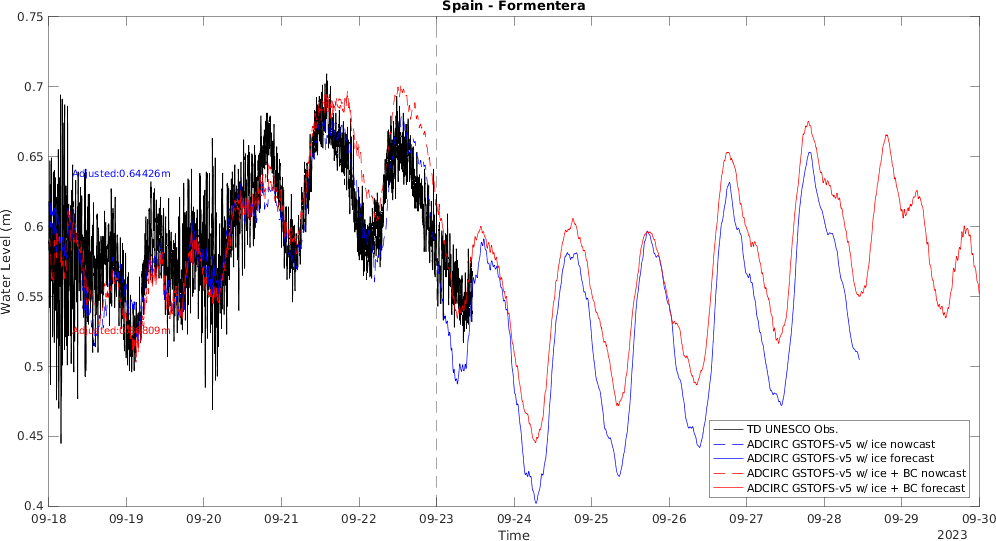 Spain - Formentera
Water Level (m)
0.75
0.7
0.65
0.6
0.55
0.5
0.45
0.4
Adjusted:0.64426m
TD UNESCO Obs.
ADCIRC GSTOFS-v5 w/ ice nowcast
ADCIRC GSTOFS-v5 w/ ice forecast
ADCIRC GSTOFS-v5 w/ ice + BC nowcast
ADCIRC GSTOFS-v5 w/ ice + BC forecast
09-18 09-19 09-20 09-21 09-22 09-23 09-24 09-25 09-26 09-27 09-28 09-29 09-30
Time
2023